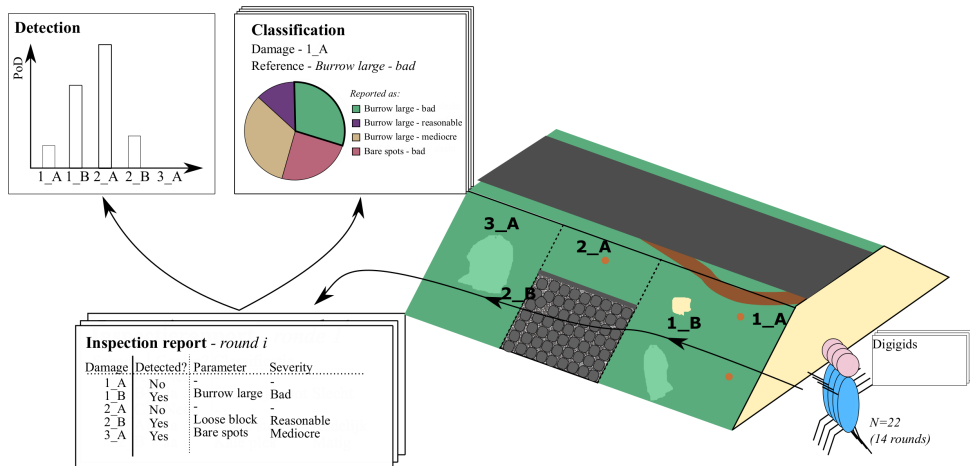 Detection
PoD
1_A 1_B 2_A 2_B 3_A
Classification
Damage - 1_A
Reference - Burrow large - bad
Reported as:
Burrow large - bad
Burrow large - reasonable
Burrow large - mediocre
Bare spots - bad
3_A
2_A
2_B
1_B
1_A
Inspection report - round i
Damage Detected? Parameter Severity
1_A No - -
1_B Yes Burrow large Bad
2_A No - -
2_B Yes Loose block Reasonable
3_A Yes Bare spots Mediocre
Digigids
N=22
(14 rounds)